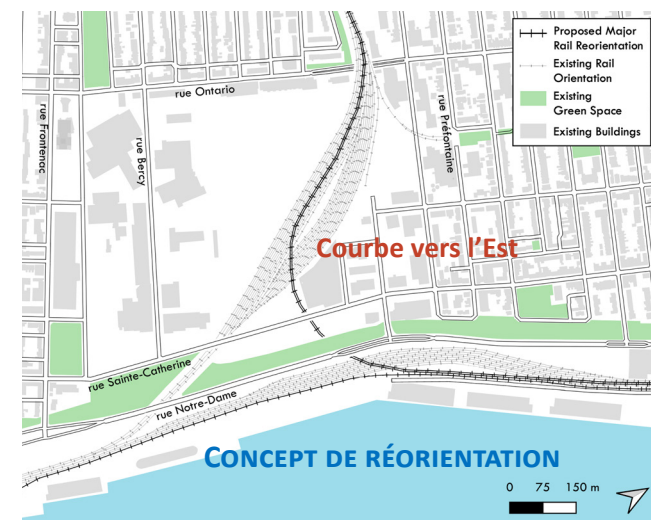 Proposed Major
Rail Reorientation
Existing Rail
Orientation
Existing
Green Space
Existing Buildings
rue Ontario
rue Frontenac
rue Bercy
rue Préfontaine
Courbe vers l'Est
rue Sainte-Catherine
rue Notre-Dame
CONCEPT DE RÉORIENTATION
0 75 150 m